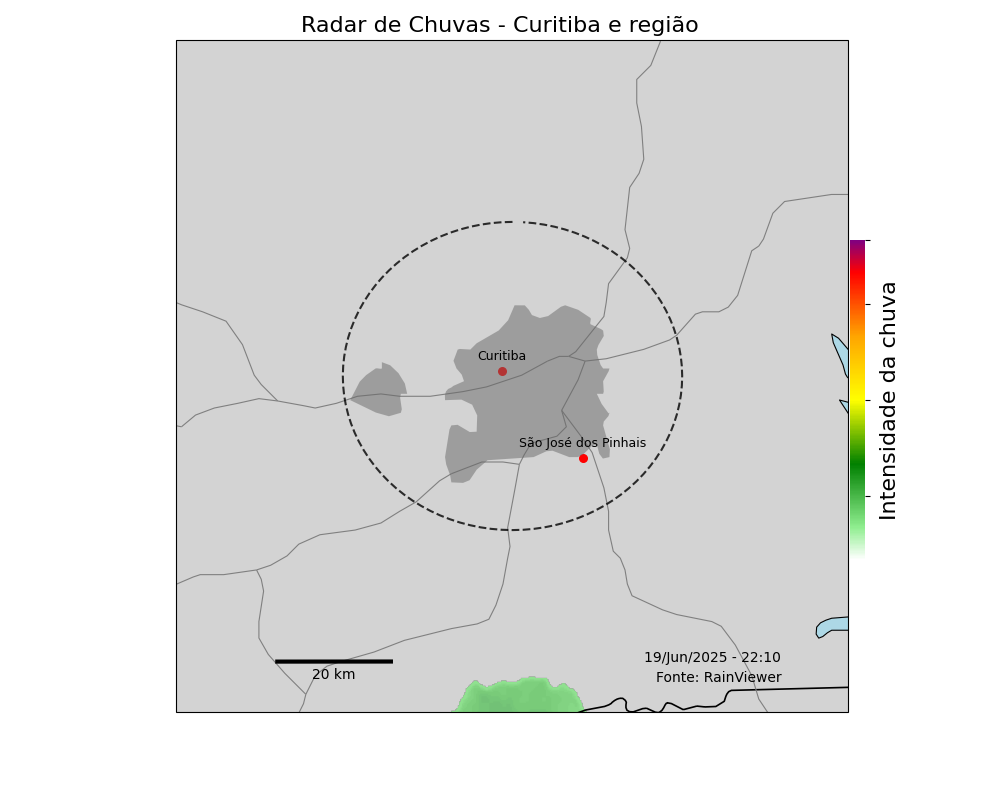 Radar de Chuvas - Curitiba e região
Curitiba
São José dos Pinhais
Intensidade da chuva
19/Jun/2025 - 22:10
Fonte: RainViewer
20 km